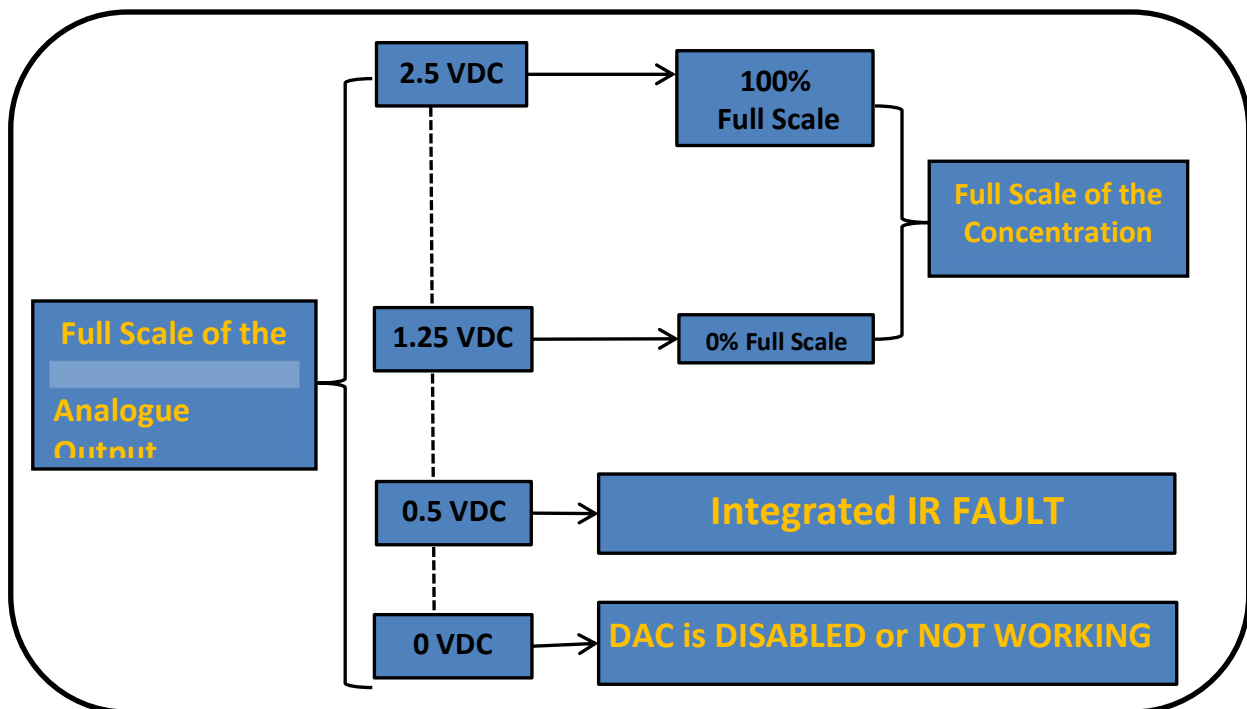 2.5 VDC
100%
Full Scale
Full Scale of the
Concentration
Full Scale of the
Analogue
Output
1.25 VDC
0% Full Scale
0.5 VDC
Integrated IR FAULT
0 VDC
DAC is DISABLED or NOT WORKING